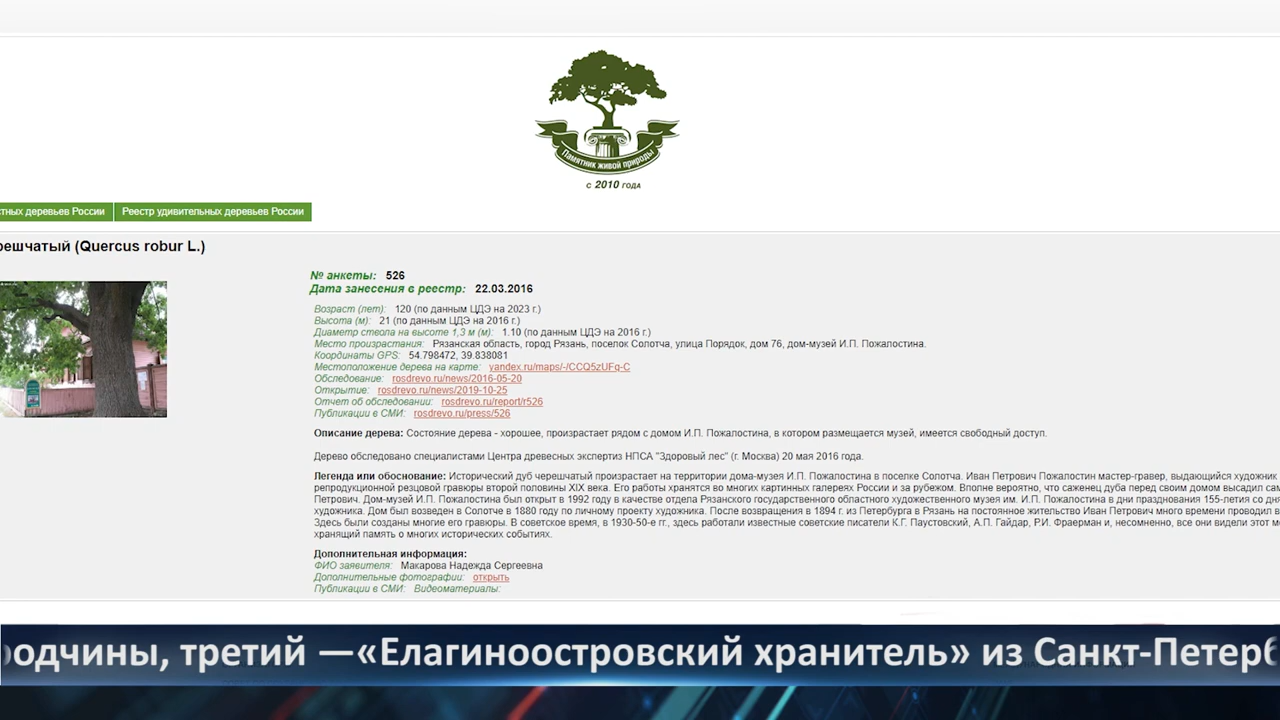 Памятник живой природы
с 2010 года
тных деревьев России
Реестр удивительных деревьев России
решчатый (Quercus robur L.)
№ анкеты: 526
Дата занесения в реестр: 22.03.2016
Возраст (лет): 120 (по данным ЦДЭ на 2023 г.)
Высота (м): 21 (по данным ЦДЭ на 2016 г.)
Диаметр ствола на высоте 1,3 м (м): 1.10 (по данным ЦДЭ на 2016 г.)
Место произрастания: Рязанская область, город Рязань, поселок Солотча, улица Порядок, дом 76, дом-музей И.П. Пожалостина.
Координаты GPS: 54.798472, 39.838081
Местоположение дерева на карте: yandex.ru/maps/-/CCQ5zUFq-C
Обследование: rosdrevo.ru/news/2016-05-20
Открытие: rosdrevo.ru/news/2019-10-25
Отчет об обследовании: rosdrevo.ru/report/r526
Публикации в СМИ: rosdrevo.ru/press/526
Описание дерева: Состояние дерева - хорошее, произрастает рядом с домом И.П. Пожалостина, в котором размещается музей, имеется свободный доступ.
Дерево обследовано специалистами Центра древесных экспертиз НПСА "Здоровый лес" (г. Москва) 20 мая 2016 года.
Легенда или обоснование: Исторический дуб черешчатый произрастает на территории дома-музея И.П. Пожалостина в поселке Солотча. Иван Петрович Пожалостин мастер-гравер, выдающийся художник
репродукционной резцовой гравюры второй половины XIX века. Его работы хранятся во многих картинных галереях России и за рубежом. Вполне вероятно, что саженец дуба перед своим домом высадил сам
Петрович. Дом-музей И.П. Пожалостина был открыт в 1992 году в качестве отдела Рязанского государственного областного художественного музея им. И.П. Пожалостина в дни празднования 155-летия со дн
художника. Дом был возведен в Солотче в 1880 году по личному проекту художника. После возвращения в 1894 г. из Петербурга в Рязань на постоянное жительство Иван Петрович много времени проводил в
Здесь были созданы многие его гравюры. В советское время, в 1930-50-е гг., здесь работали известные советские писатели К.Г. Паустовский, А.П. Гайдар, Р.И. Фраерман и, несомненно, все они видели этот м
хранящий память о многих исторических событиях.
Дополнительная информация:
ФИО заявителя: Макарова Надежда Сергеевна
Дополнительные фотографии: открыть
Публикации в СМИ: Видеоматериалы:
родчины, третий —«Елагиноостровский хранитель» из Санкт-Петерб